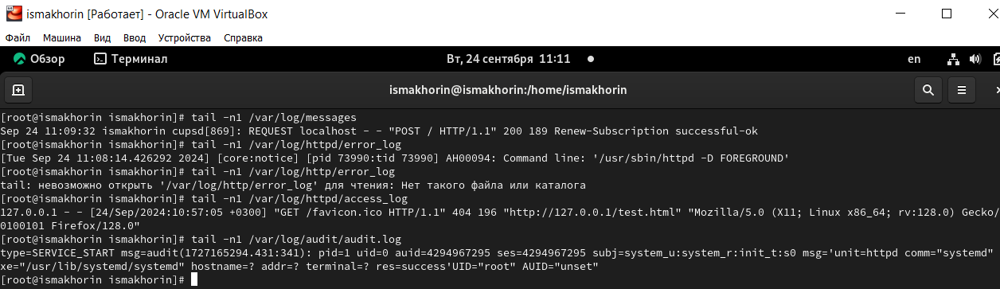 ismakhorin [Работает] - Oracle VM VirtualBox
Файл Машина Вид Ввод Устройства Справка
Обзор Терминал Вт, 24 сентября 11:11 en
ismakhorin@ismakhorin:/home/ismakhorin
[root@ismakhorin ismakhorin]# tail -n1 /var/log/messages
Sep 24 11:09:32 ismakhorin cupsd[869]: REQUEST localhost - - "POST / HTTP/1.1" 200 189 Renew-Subscription successful-ok
[root@ismakhorin ismakhorin]# tail -n1 /var/log/httpd/error_log
[Tue Sep 24 11:08:14.426292 2024] [core:notice] [pid 73990:tid 73990] AH00094: Command line: '/usr/sbin/httpd -D FOREGROUND'
[root@ismakhorin ismakhorin]# tail -n1 /var/log/http/error_log
tail: невозможно открыть '/var/log/http/error_log' для чтения: Нет такого файла или каталога
[root@ismakhorin ismakhorin]# tail -n1 /var/log/httpd/access_log
127.0.0.1 - - [24/Sep/2024:10:57:05 +0300] "GET /favicon.ico HTTP/1.1" 404 196 "http://127.0.0.1/test.html" "Mozilla/5.0 (X11; Linux x86_64; rv:128.0) Gecko/
0100101 Firefox/128.0"
[root@ismakhorin ismakhorin]# tail -n1 /var/log/audit/audit.log
type=SERVICE_START msg=audit(1727165294.431:341): pid=1 uid=0 auid=4294967295 ses=4294967295 subj=system_u:system_r:init_t:s0 msg='unit=httpd comm="systemd"
xe="/usr/lib/systemd/systemd" hostname=? addr=? terminal=? res=success'UID="root" AUID="unset"
[root@ismakhorin ismakhorin]#